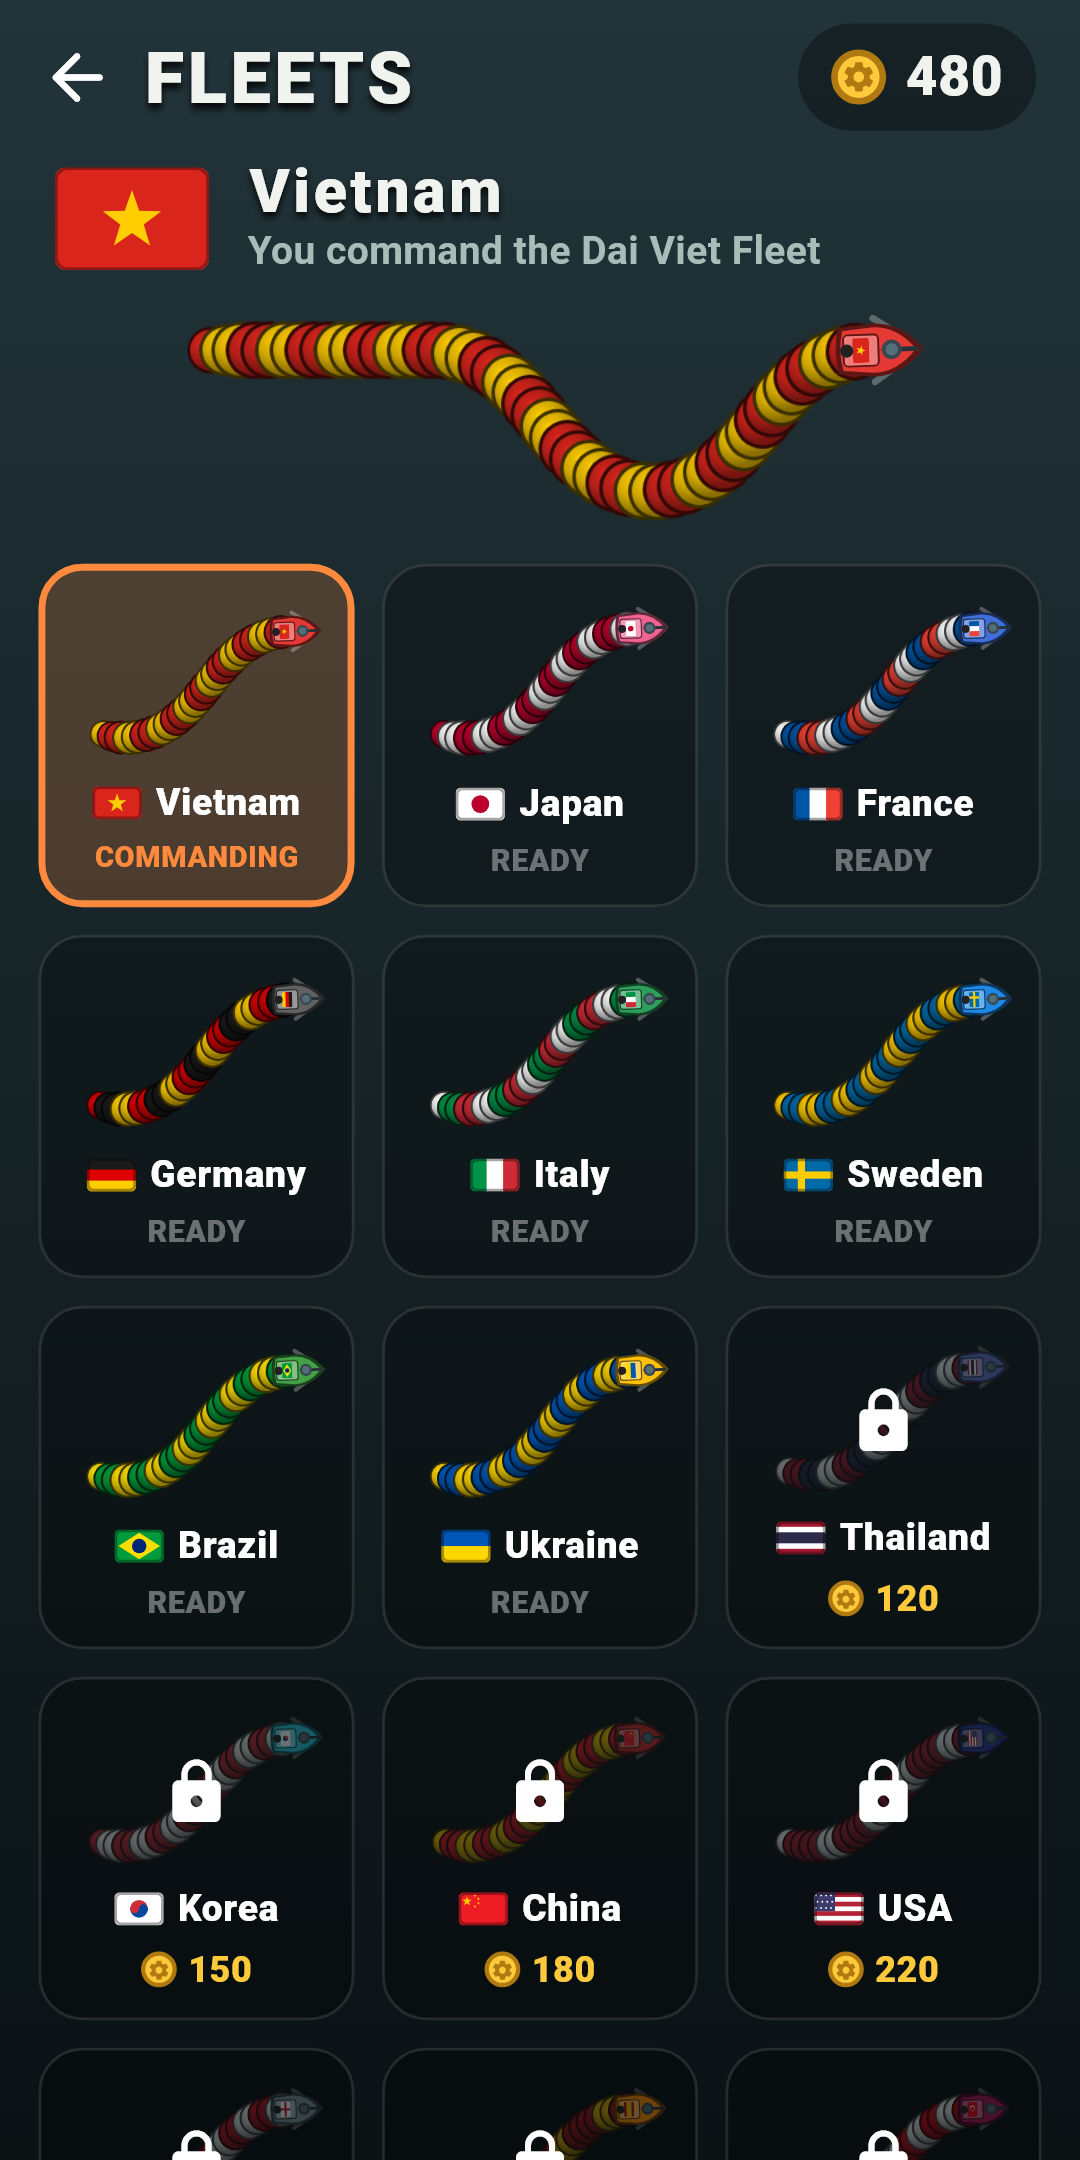 FLEETS
480
Vietnam
You command the Dai Viet Fleet
Vietnam
Japan
France
COMMANDING
READY
READY
Germany
Italy
Sweden
READY
READY
READY
Brazil
Ukraine
Thailand
READY
READY
120
Korea
China
USA
150
180
220